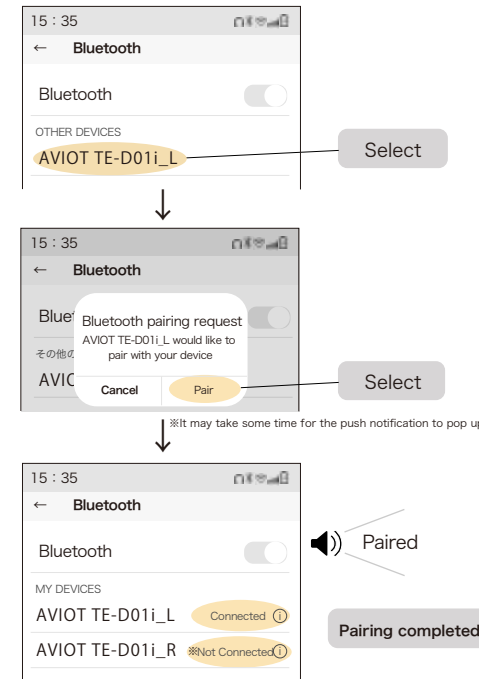 15：35
← Bluetooth
Bluetooth
OTHER DEVICES
AVIOT TE-D01i_L
Select
↓
15：35
← Bluetooth
Blue
Bluetooth pairing request
AVIOT TE-D01i_L would like to
pair with your device
その他の
AVIO
Cancel Pair
Select
↓
※It may take some time for the push notification to pop up
15：35
← Bluetooth
Bluetooth
Paired
MY DEVICES
AVIOT TE-D01i_L Connected ⓘ
AVIOT TE-D01i_R ※Not Connected ⓘ
Pairing completed